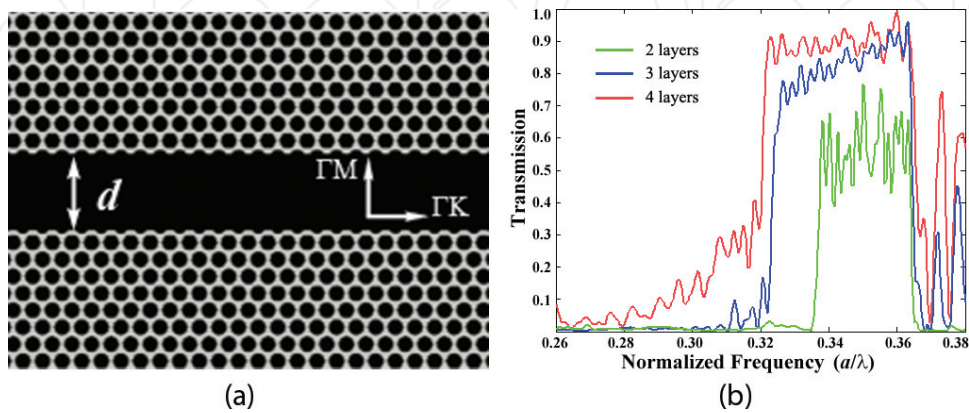 d
ΓM
ΓK
(a)
1.0
0.9
0.8
0.7
0.6
0.5
0.4
0.3
0.2
0.1
Transmission
2 layers
3 layers
4 layers
0.26 0.28 0.30 0.32 0.34 0.36 0.38
Normalized Frequency (a/λ)
(b)